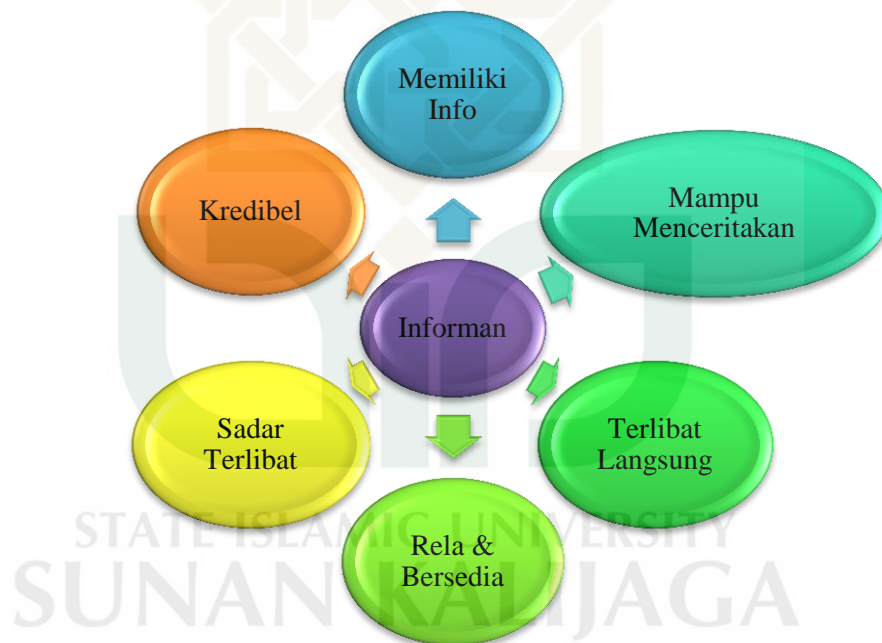 Memiliki
Info
Kredibel
Mampu
Menceritakan
Informan
Sadar
Terlibat
Terlibat
Langsung
Rela &
Bersedia
STATE ISLAMIC UNIVERSITY
SUNAN KALIJAGA